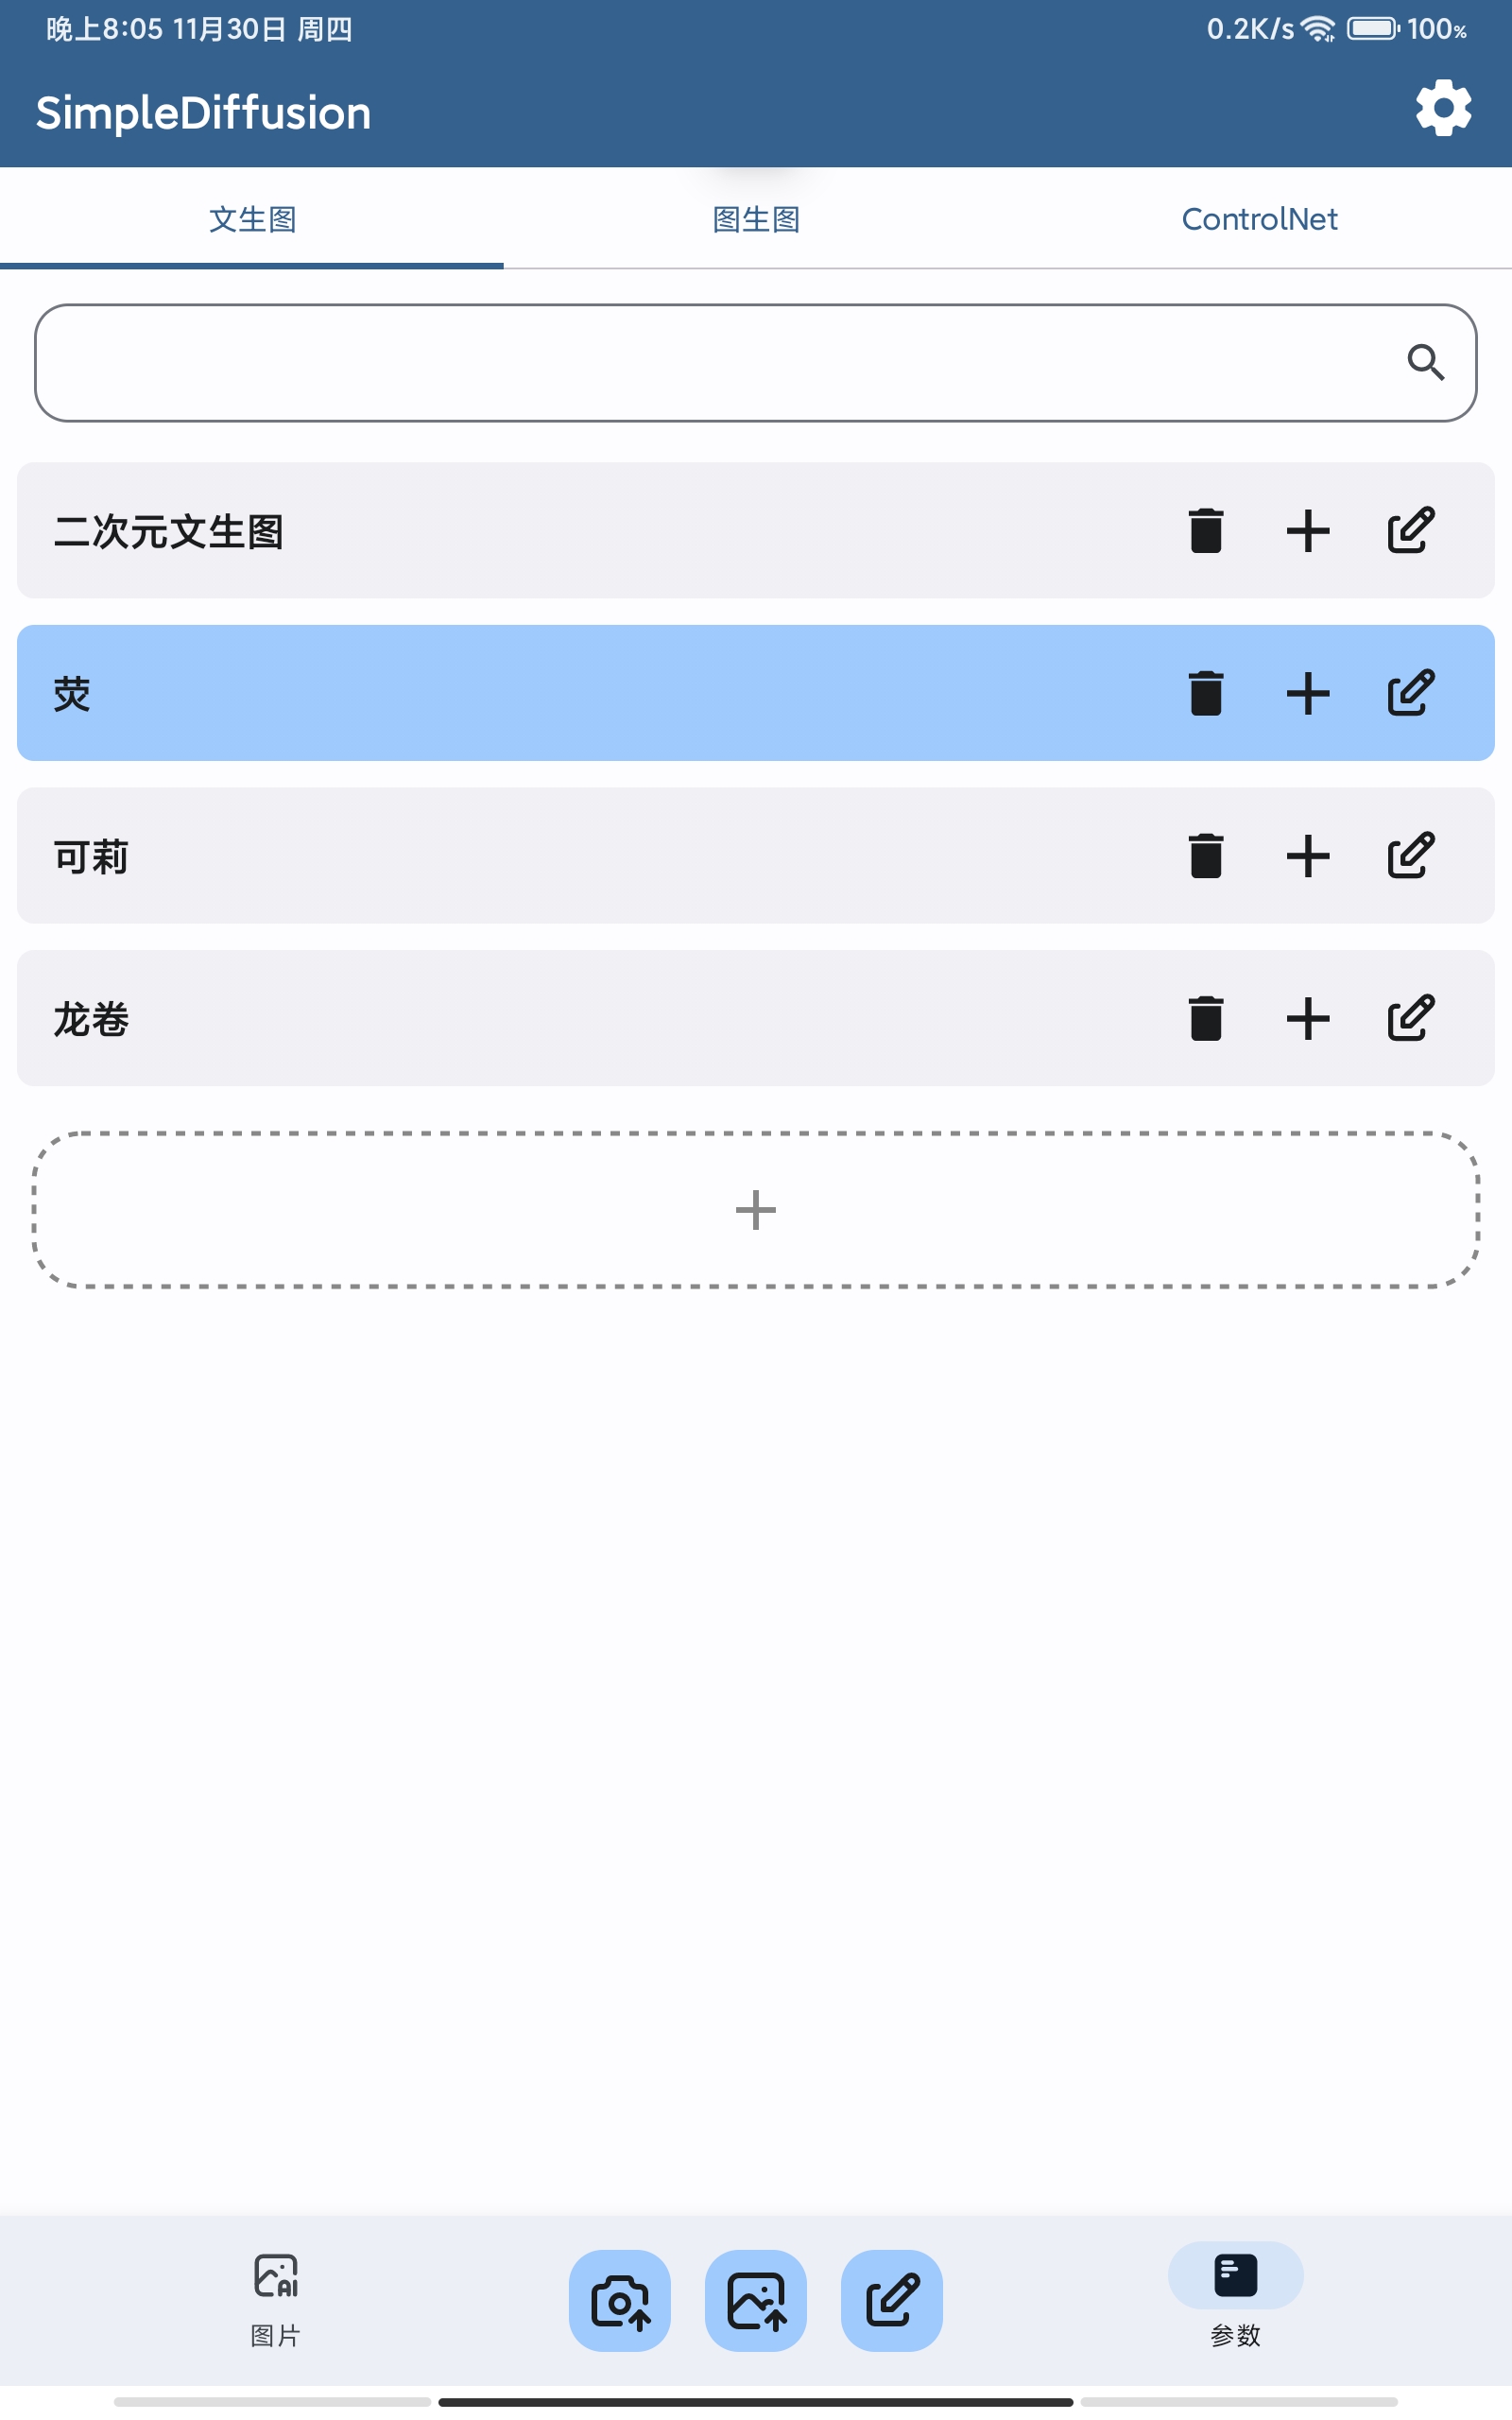 晚上8:05 11月30日 周四
0.2K/s 100%
SimpleDiffusion
文生图
图生图
ControlNet
二次元文生图
荧
可莉
龙卷
图片
参数